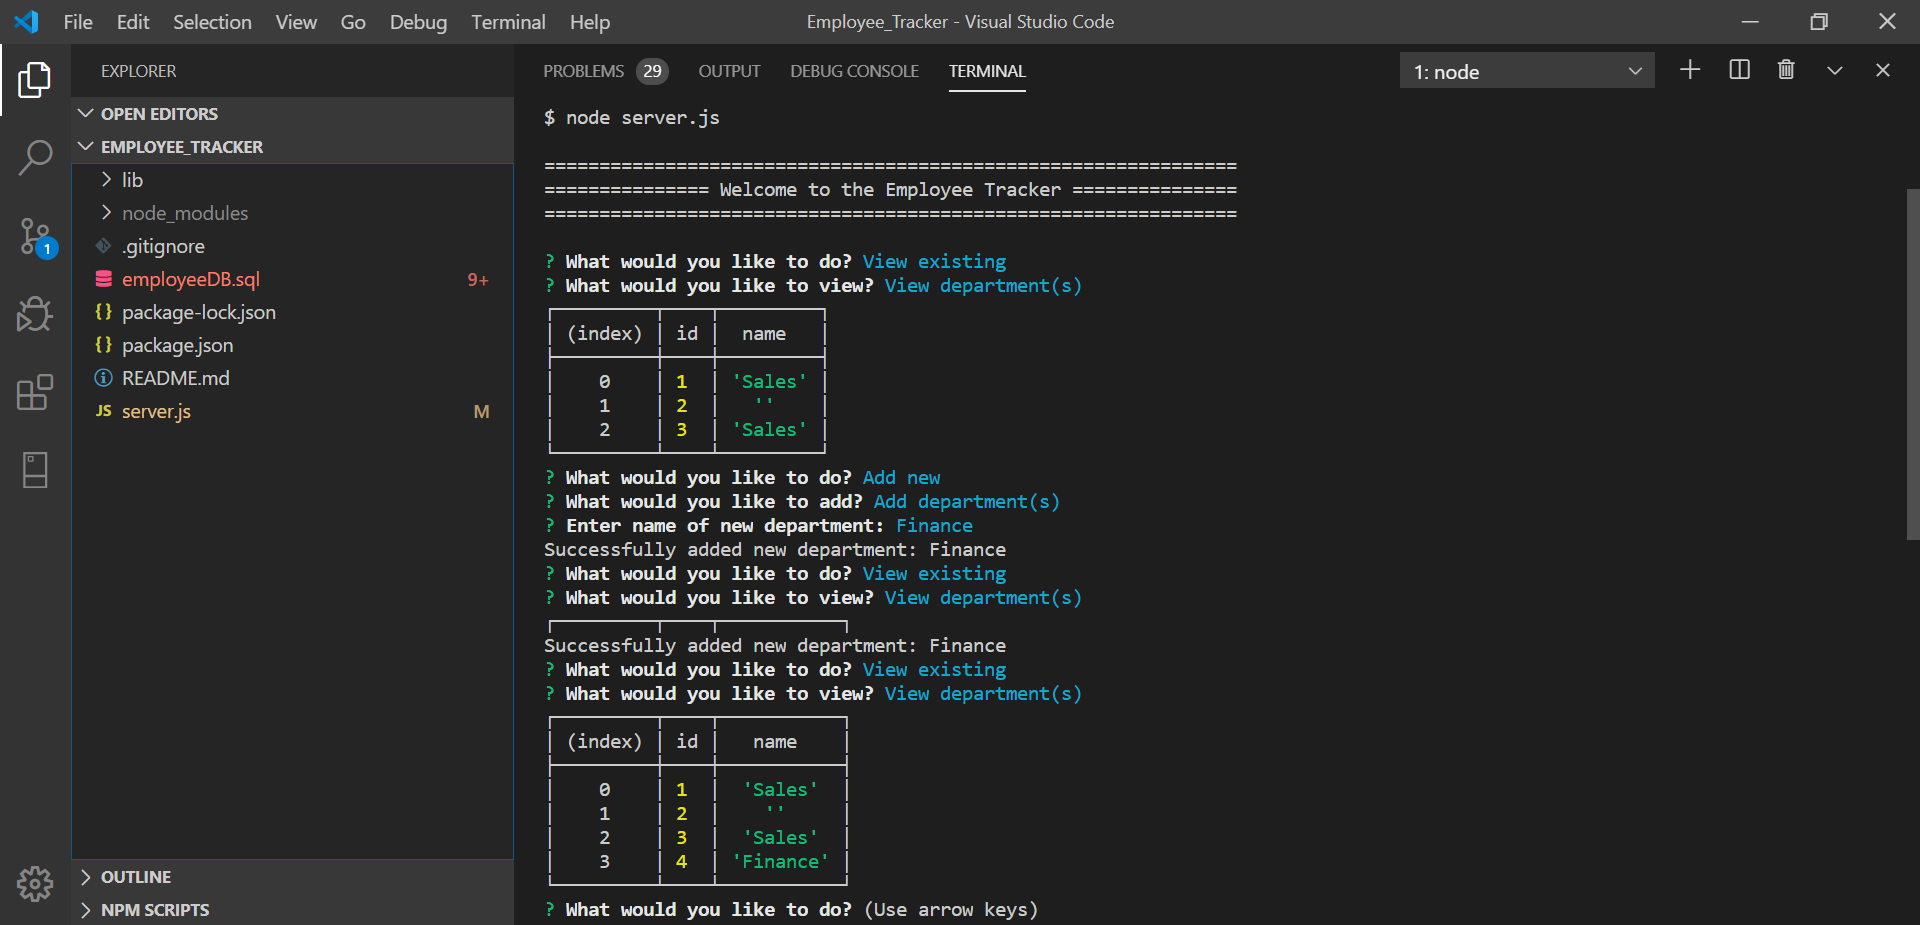 File Edit Selection View Go Debug Terminal Help
Employee_Tracker - Visual Studio Code
EXPLORER
OPEN EDITORS
EMPLOYEE_TRACKER
lib
node_modules
.gitignore
employeeDB.sql 9+
package-lock.json
package.json
README.md
JS server.js M
1
OUTLINE
NPM SCRIPTS
PROBLEMS 29 OUTPUT DEBUG CONSOLE TERMINAL
1: node
$ node server.js
===============================================================
=============== Welcome to the Employee Tracker ===============
===============================================================
? What would you like to do? View existing
? What would you like to view? View department(s)
(index) id name
0 1 'Sales'
1 2 ''
2 3 'Sales'
? What would you like to do? Add new
? What would you like to add? Add department(s)
? Enter name of new department: Finance
Successfully added new department: Finance
? What would you like to do? View existing
? What would you like to view? View department(s)
Successfully added new department: Finance
? What would you like to do? View existing
? What would you like to view? View department(s)
(index) id name
0 1 'Sales'
1 2 ''
2 3 'Sales'
3 4 'Finance'
? What would you like to do? (Use arrow keys)